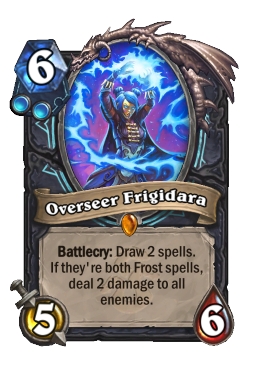 6
Overseer Frigidara
Battlecry: Draw 2 spells.
If they're both Frost spells,
deal 2 damage to all
enemies.
5
6